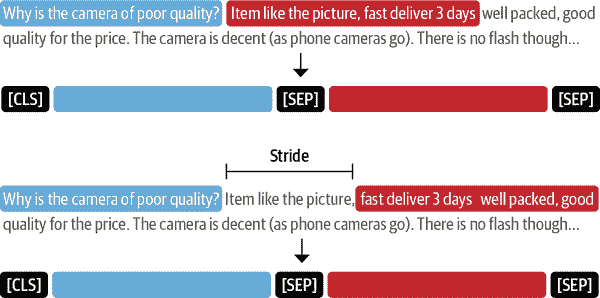 Why is the camera of poor quality? Item like the picture, fast deliver 3 days well packed, good
quality for the price. The camera is decent (as phone cameras go). There is no flash though...
[CLS] [SEP] [SEP]
Stride
Why is the camera of poor quality? Item like the picture, fast deliver 3 days well packed, good
quality for the price. The camera is decent (as phone cameras go). There is no flash though...
[CLS] [SEP] [SEP]